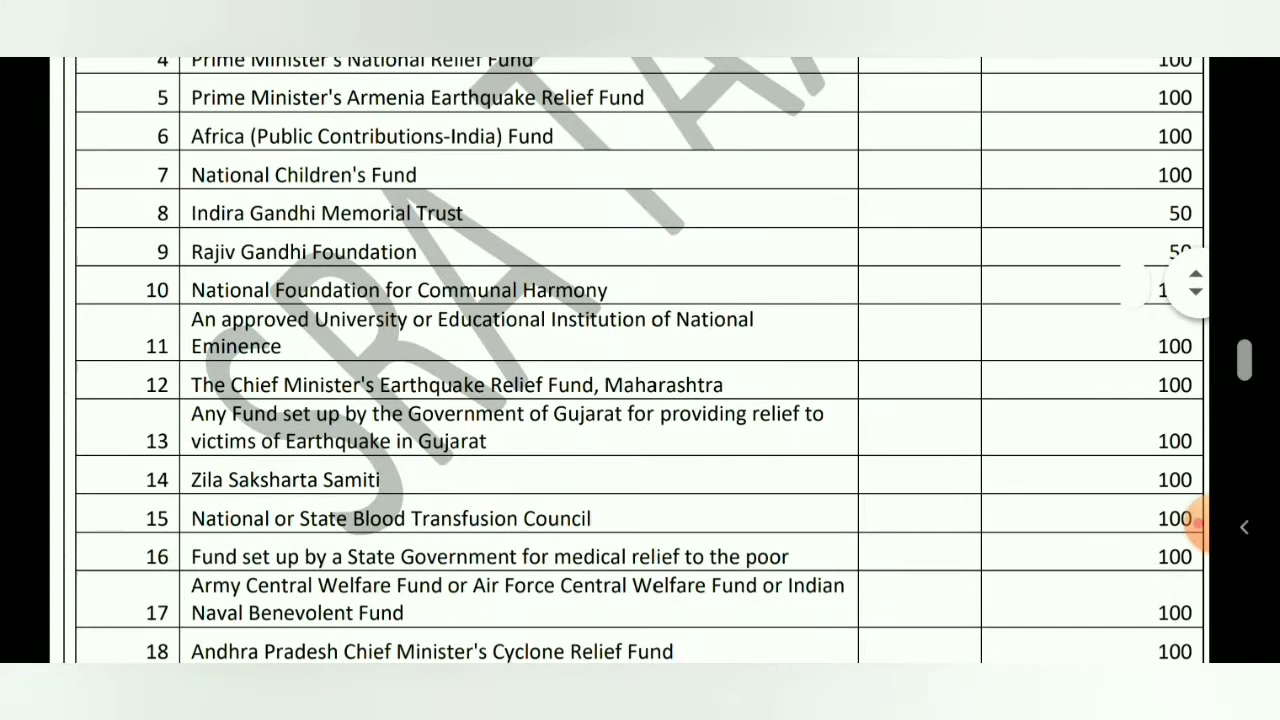 4 Prime Minister's National Relief Fund 100
5 Prime Minister's Armenia Earthquake Relief Fund 100
6 Africa (Public Contributions-India) Fund 100
7 National Children's Fund 100
8 Indira Gandhi Memorial Trust 50
9 Rajiv Gandhi Foundation 50
10 National Foundation for Communal Harmony
An approved University or Educational Institution of National
11 Eminence 100
12 The Chief Minister's Earthquake Relief Fund, Maharashtra 100
Any Fund set up by the Government of Gujarat for providing relief to
13 victims of Earthquake in Gujarat 100
14 Zila Saksharta Samiti 100
15 National or State Blood Transfusion Council 100
16 Fund set up by a State Government for medical relief to the poor 100
Army Central Welfare Fund or Air Force Central Welfare Fund or Indian
17 Naval Benevolent Fund 100
18 Andhra Pradesh Chief Minister's Cyclone Relief Fund 100
SRA TA